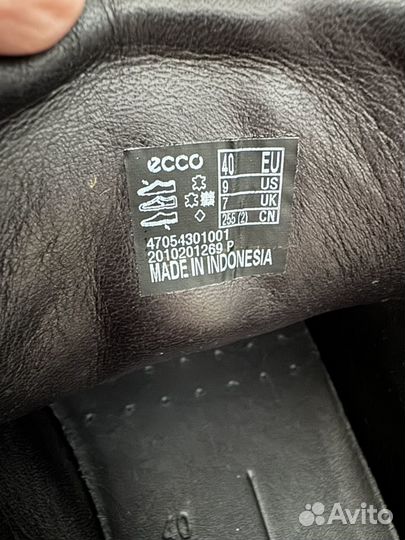 ecco
40 EU
9 US
7 UK
255 (2) CN
47054301001
2010201269 P
MADE IN INDONESIA
40
Avito